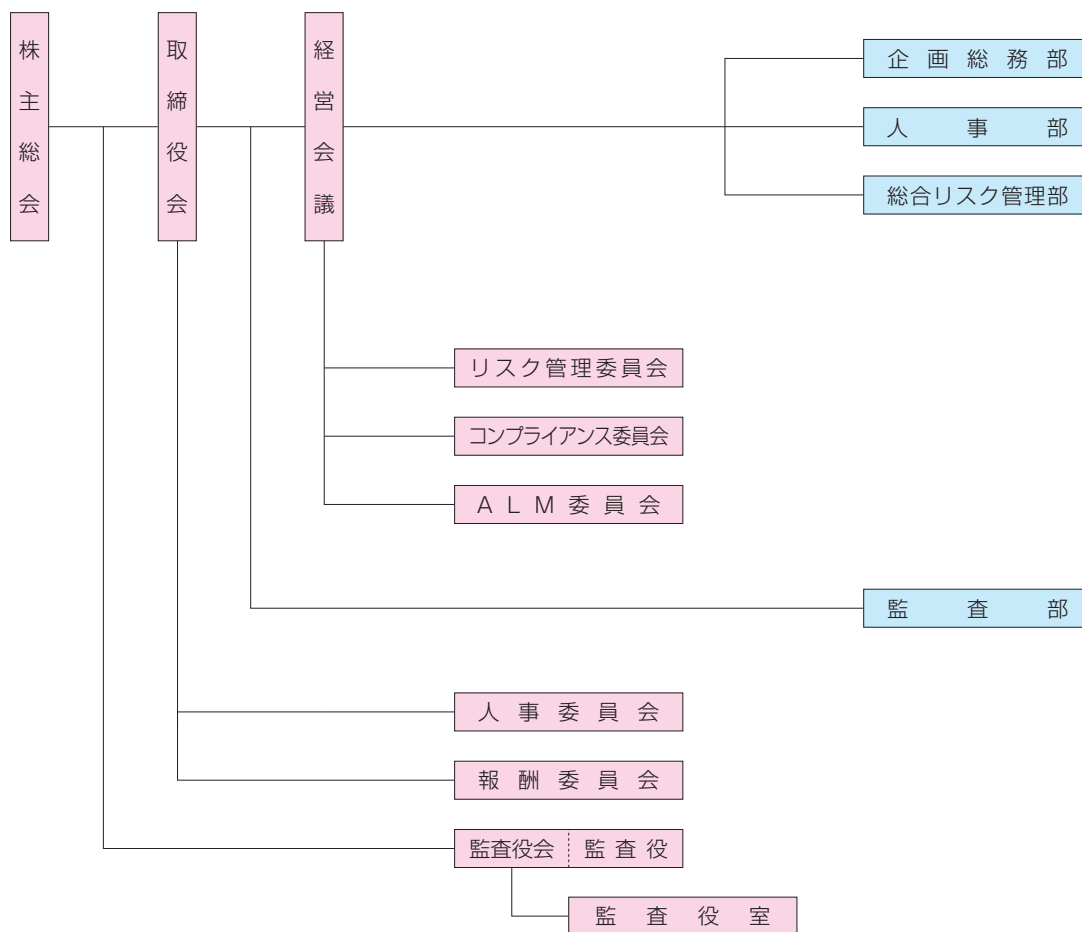 株主総会
取締役会
経営会議
企画総務部
人事部
総合リスク管理部
リスク管理委員会
コンプライアンス委員会
ALM委員会
監査部
人事委員会
報酬委員会
監査役会 監査役
監査役室